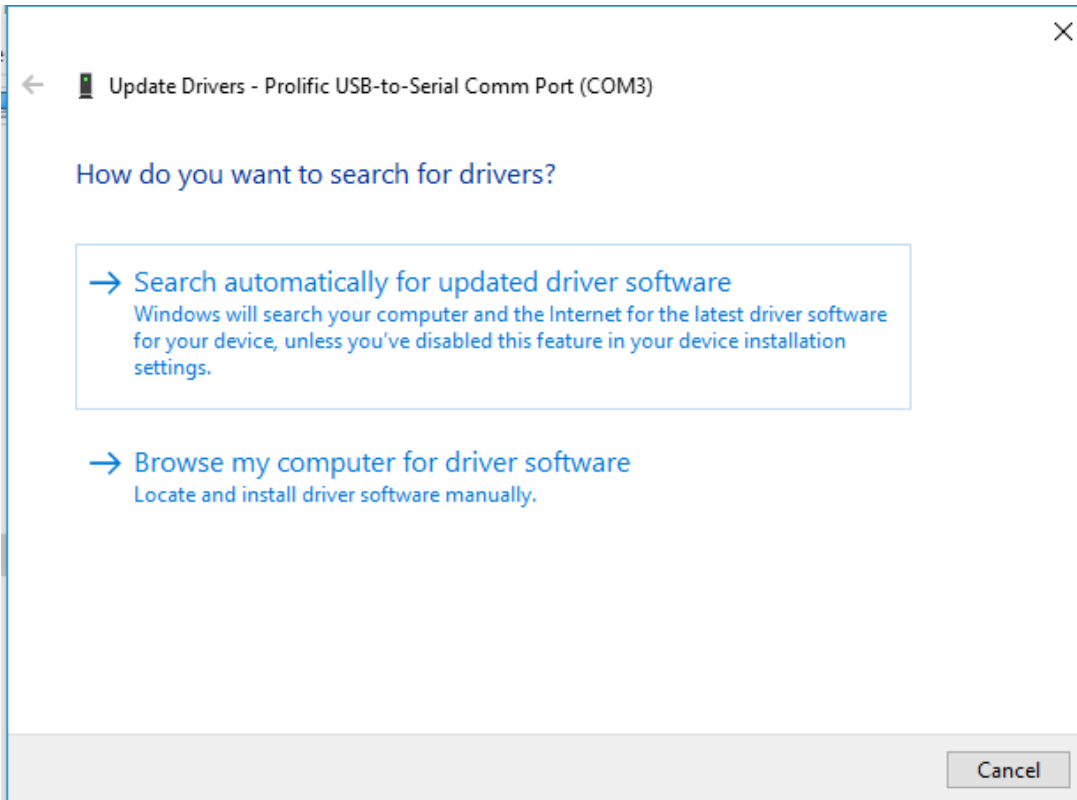 Update Drivers - Prolific USB-to-Serial Comm Port (COM3)
How do you want to search for drivers?
Search automatically for updated driver software
Windows will search your computer and the Internet for the latest driver software
for your device, unless you've disabled this feature in your device installation
settings.
Browse my computer for driver software
Locate and install driver software manually.
Cancel